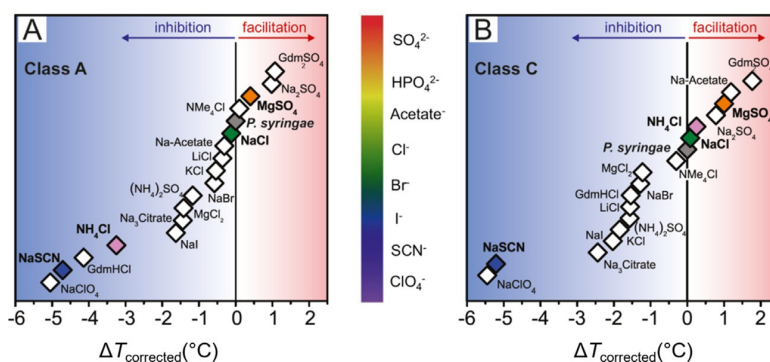 A
inhibition
facilitation
Class A
GdmSO₄
2
Na₂SO₄
MgSO₄
NMe₄Cl
P. syringae
NaCl
Na-Acetate
LiCl
KCl
(NH₄)₂SO₄
NaBr
MgCl₂
Na₃Citrate
NaI
NH₄Cl
GdmHCl
NaSCN
NaClO₄
-6 -5 -4 -3 -2 -1 0 1 2
ΔTcorrected(°C)
SO₄²⁻
HPO₄²⁻
Acetate⁻
Cl⁻
Br⁻
I⁻
SCN⁻
ClO₄⁻
B
inhibition
facilitation
Class C
GdmSO
Na-Acetate
MgSO₄
Na₂SO₄
NH₄Cl
NaCl
P. syringae
NMe₄Cl
MgCl₂
NaBr
GdmHCl
LiCl
(NH₄)₂SO₄
NaI
KCl
Na₃Citrate
NaSCN
NaClO₄
-6 -5 -4 -3 -2 -1 0 1 2
ΔTcorrected(°C)